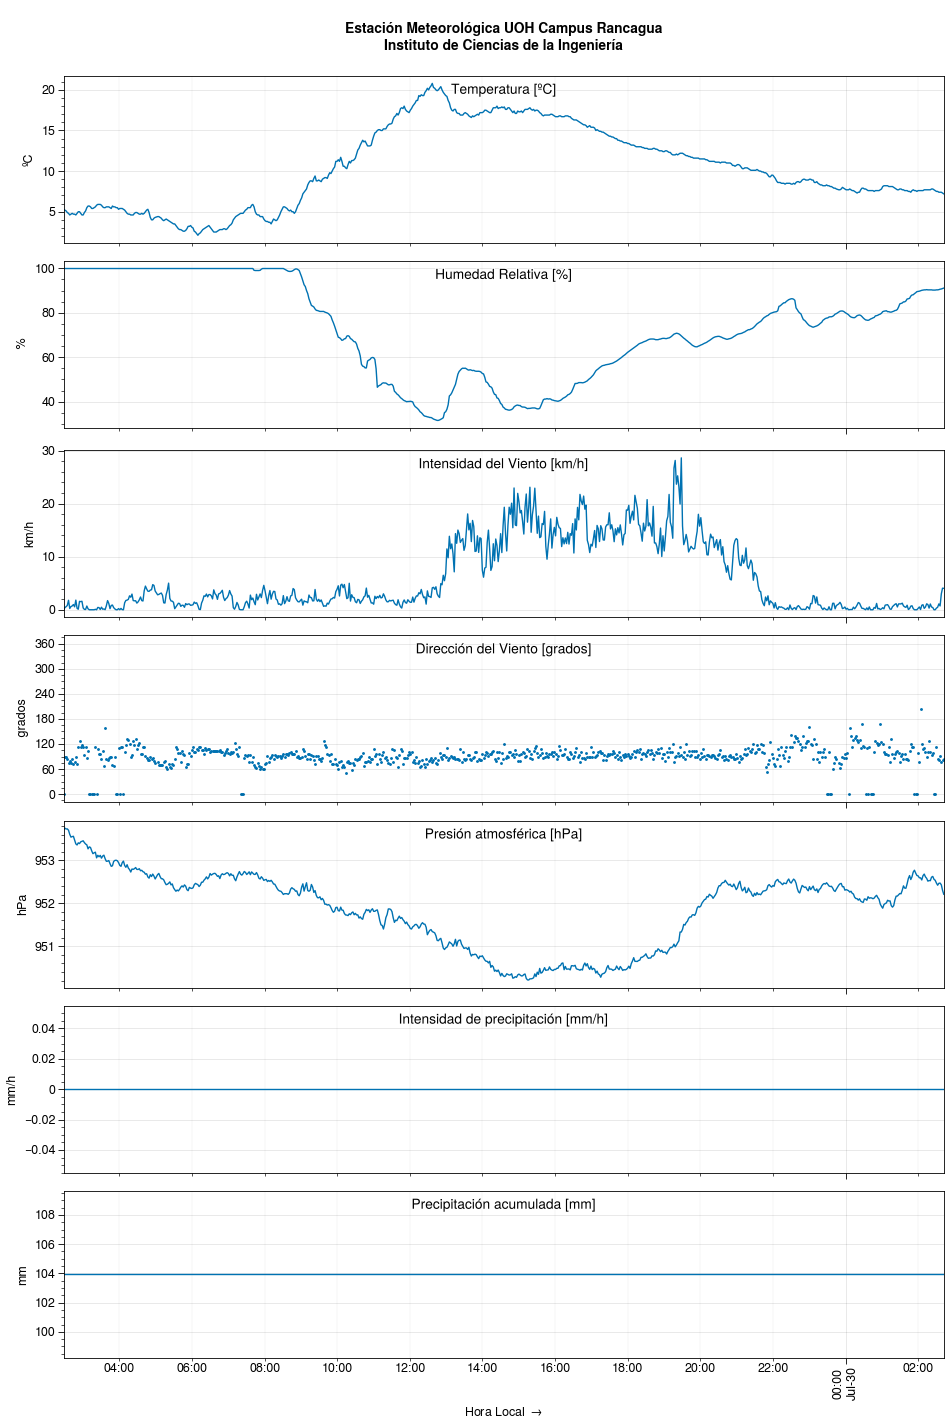 Estación Meteorológica UOH Campus Rancagua
Instituto de Ciencias de la Ingeniería
Temperatura [ºC]
20
15
10
5
ºC
Humedad Relativa [%]
100
80
60
40
%
Intensidad del Viento [km/h]
30
20
10
0
km/h
Dirección del Viento [grados]
360
300
240
180
120
60
0
grados
Presión atmosférica [hPa]
953
952
951
hPa
Intensidad de precipitación [mm/h]
0.04
0.02
0
−0.02
−0.04
mm/h
Precipitación acumulada [mm]
108
106
104
102
100
mm
04:00 06:00 08:00 10:00 12:00 14:00 16:00 18:00 20:00 22:00 00:00 02:00
Jul-30
Hora Local →